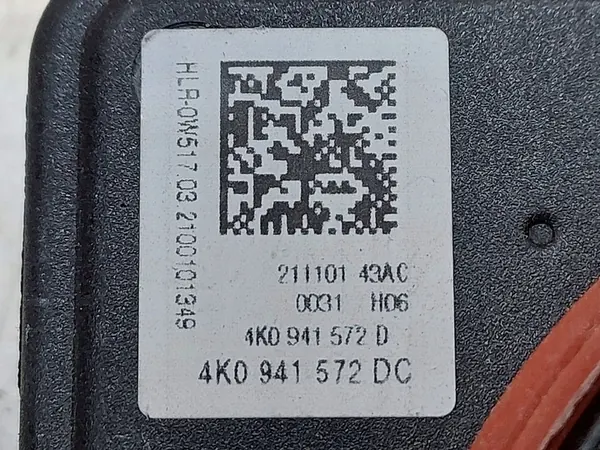 HLA-0W517.03 2100101349
211101 43AC
0031 H06
4K0 941 572 D
4K0 941 572 DC